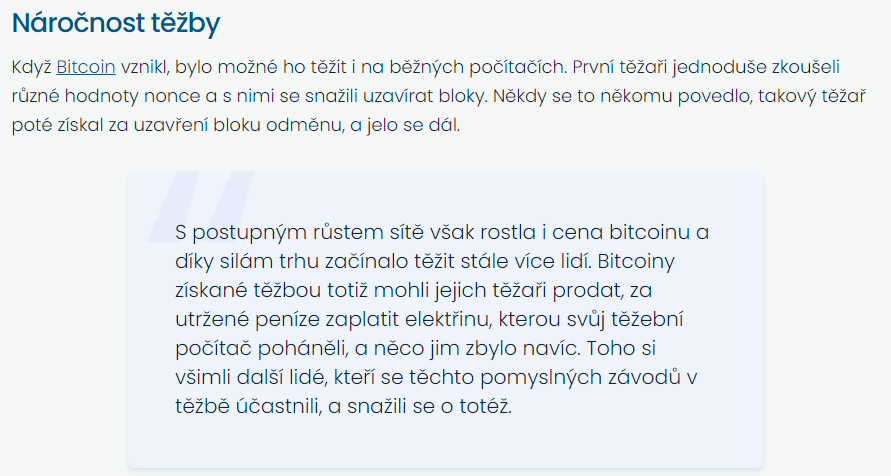 Náročnost těžby
Když Bitcoin vznikl, bylo možné ho těžit i na běžných počítačích. První těžaři jednoduše zkoušeli
různé hodnoty nonce a s nimi se snažili uzavírat bloky. Někdy se to někomu povedlo, takový těžař
poté získal za uzavření bloku odměnu, a jelo se dál.
S postupným růstem sítě však rostla i cena bitcoinu a
díky silám trhu začínalo těžit stále více lidí. Bitcoiny
získané těžbou totiž mohli jejich těžaři prodat, za
utržené peníze zaplatit elektřinu, kterou svůj těžební
počítač poháněli, a něco jim zbylo navíc. Toho si
všimli další lidé, kteří se těchto pomyslných závodů v
těžbě účastnili, a snažili se o totéž.